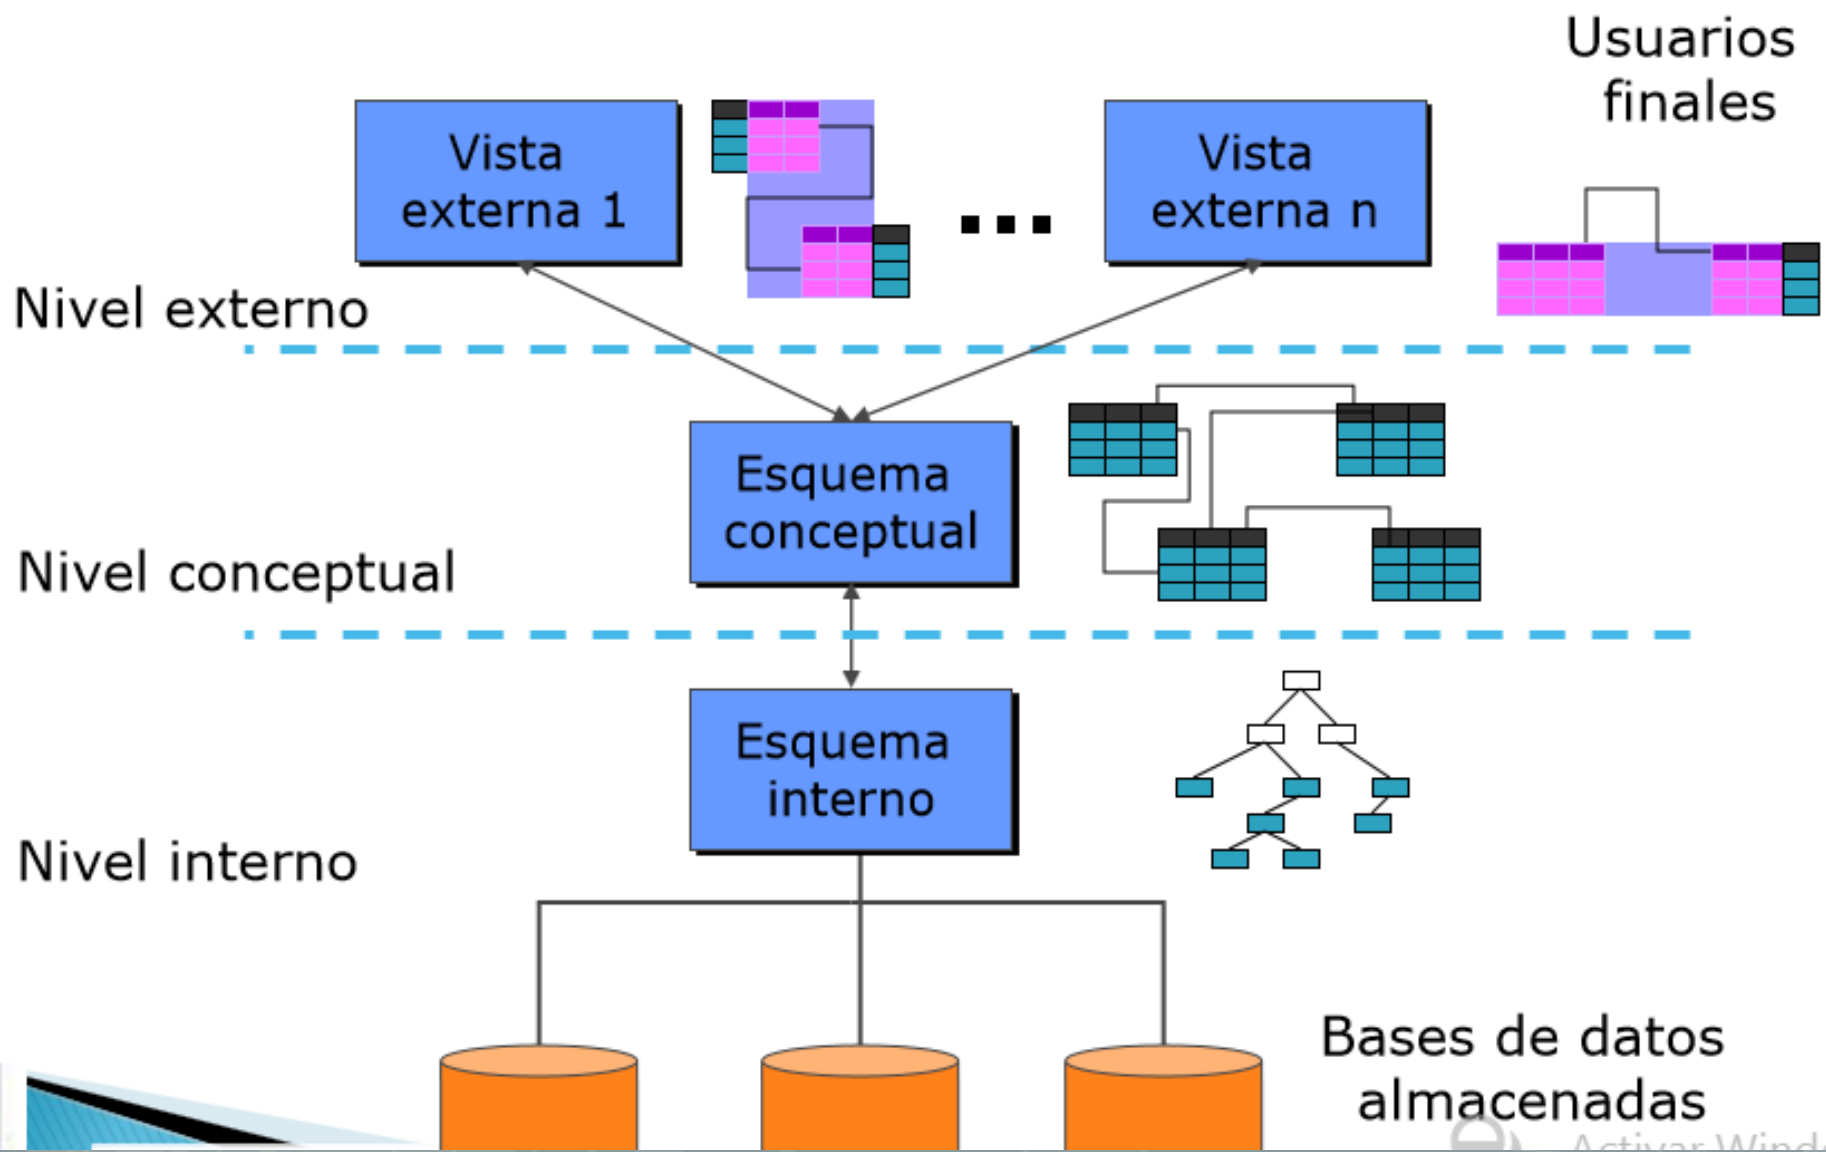 Usuarios
finales
Vista
externa 1
...
Vista
externa n
Nivel externo
Esquema
conceptual
Nivel conceptual
Esquema
interno
Nivel interno
Bases de datos
almacenadas
Activar